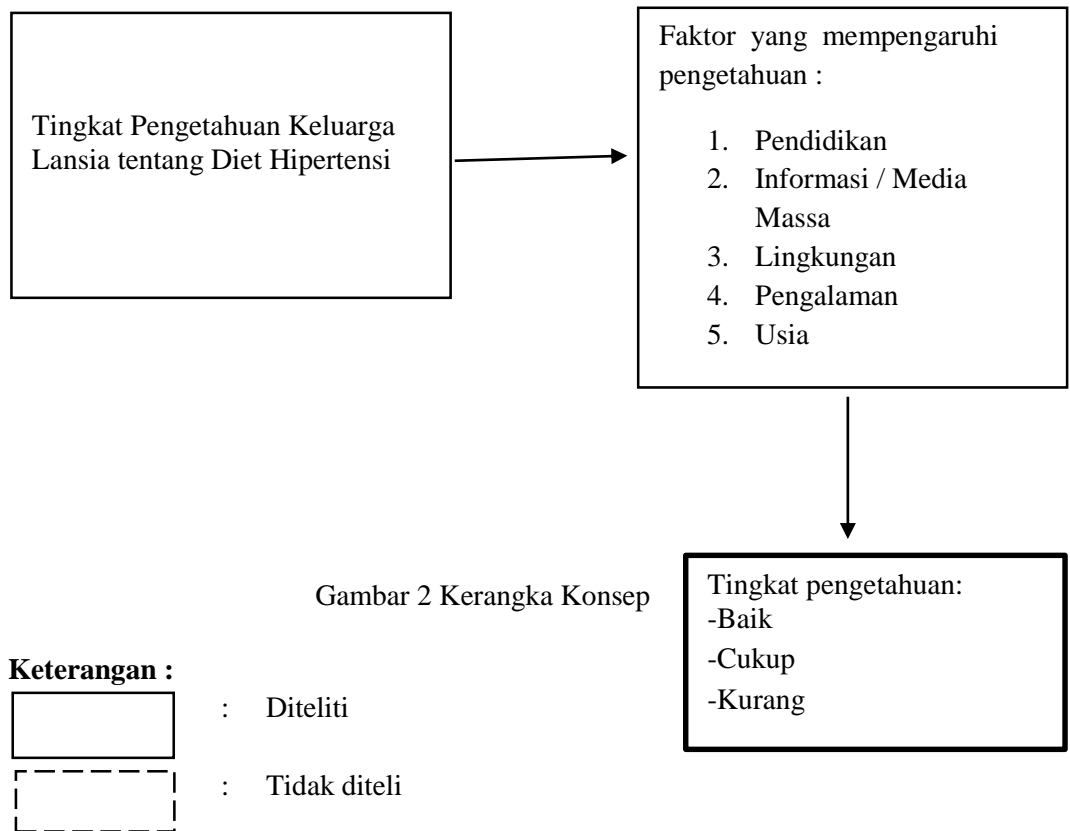 Tingkat Pengetahuan Keluarga
Lansia tentang Diet Hipertensi
Faktor yang mempengaruhi
pengetahuan :
1. Pendidikan
2. Informasi / Media
Massa
3. Lingkungan
4. Pengalaman
5. Usia
Gambar 2 Kerangka Konsep
Tingkat pengetahuan:
-Baik
-Cukup
-Kurang
Keterangan :
: Diteliti
: Tidak diteli